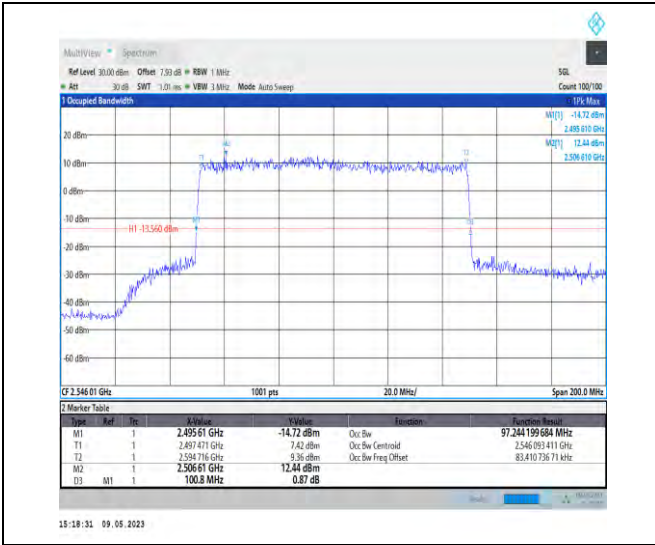 MultiView Spectrum
Ref Level 30.00 dBm Offset 7.93 dB RBW 1 MHz SGL
Att 30 dB SWT 1.01 ms VBW 3 MHz Mode Auto Sweep Count 100/100
1 Occupied Bandwidth 1Pk Max
M1[1] -14.72 dBm
2.495 610 GHz
20 dBm
M2[1] 12.44 dBm
2.506 610 GHz
M2
T1
T2
10 dBm
0 dBm
-10 dBm
M1
H1 -13.560 dBm
-20 dBm
-30 dBm
-40 dBm
-50 dBm
-60 dBm
CF 2.546 01 GHz 1001 pts 20.0 MHz/ Span 200.0 MHz
2 Marker Table
Type Ref Trc X-Value Y-Value Function Function Result
M1 1 2.495 61 GHz -14.72 dBm Occ Bw 97.244 199 684 MHz
T1 1 2.497 471 GHz 7.42 dBm Occ Bw Centroid 2.546 093 411 GHz
T2 1 2.594 716 GHz 9.36 dBm Occ Bw Freq Offset 83.410 736 71 kHz
M2 1 2.506 61 GHz 12.44 dBm
D3 M1 1 100.8 MHz 0.87 dB
15:18:31 09.05.2023